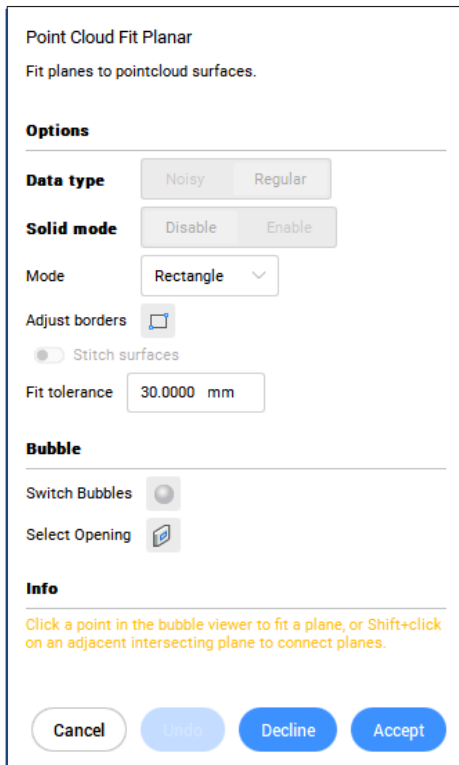 Point Cloud Fit Planar
Fit planes to pointcloud surfaces.
Options
Data type Noisy Regular
Solid mode Disable Enable
Mode Rectangle
Adjust borders
Stitch surfaces
Fit tolerance 30.0000 mm
Bubble
Switch Bubbles
Select Opening
Info
Click a point in the bubble viewer to fit a plane, or Shift+click
on an adjacent intersecting plane to connect planes.
Cancel Undo Decline Accept